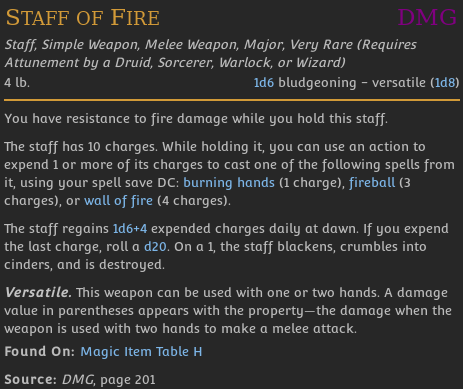 STAFF OF FIRE DMG
Staff, Simple Weapon, Melee Weapon, Major, Very Rare (Requires
Attunement by a Druid, Sorcerer, Warlock, or Wizard)
4 lb. 1d6 bludgeoning - versatile (1d8)
You have resistance to fire damage while you hold this staff.
The staff has 10 charges. While holding it, you can use an action to
expend 1 or more of its charges to cast one of the following spells from
it, using your spell save DC: burning hands (1 charge), fireball (3
charges), or wall of fire (4 charges).
The staff regains 1d6+4 expended charges daily at dawn. If you expend
the last charge, roll a d20. On a 1, the staff blackens, crumbles into
cinders, and is destroyed.
Versatile. This weapon can be used with one or two hands. A damage
value in parentheses appears with the property—the damage when the
weapon is used with two hands to make a melee attack.
Found On: Magic Item Table H
Source: DMG, page 201